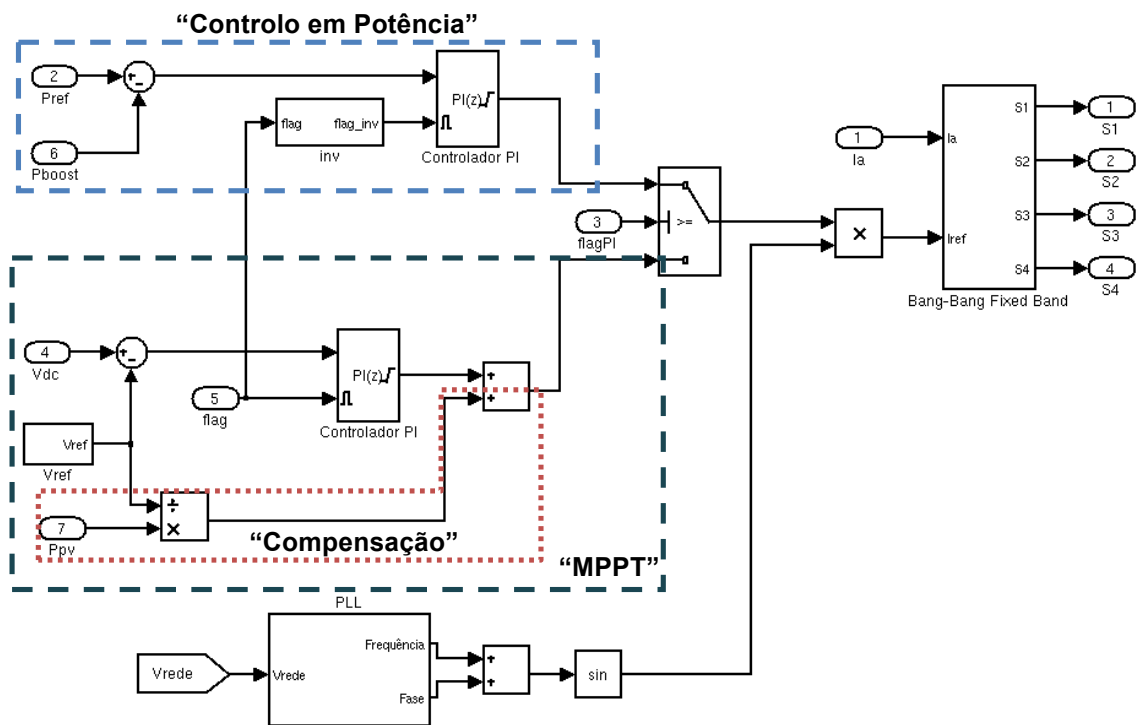 “Controlo em Potência”
2
Pref
+
-
PI(z)
Controlador PI
flag
flag_inv
inv
6
Pboost
3
flagPI
>=
×
1
Ia
Ia
Iref
S1
S2
S3
S4
Bang-Bang Fixed Band
1
S1
2
S2
3
S3
4
S4
4
Vdc
+
-
PI(z)
Controlador PI
+
+
5
flag
Vref
Vref
÷
×
7
Ppv
“Compensação”
“MPPT”
PLL
Vrede
Vrede
Frequência
Fase
+
+
sin